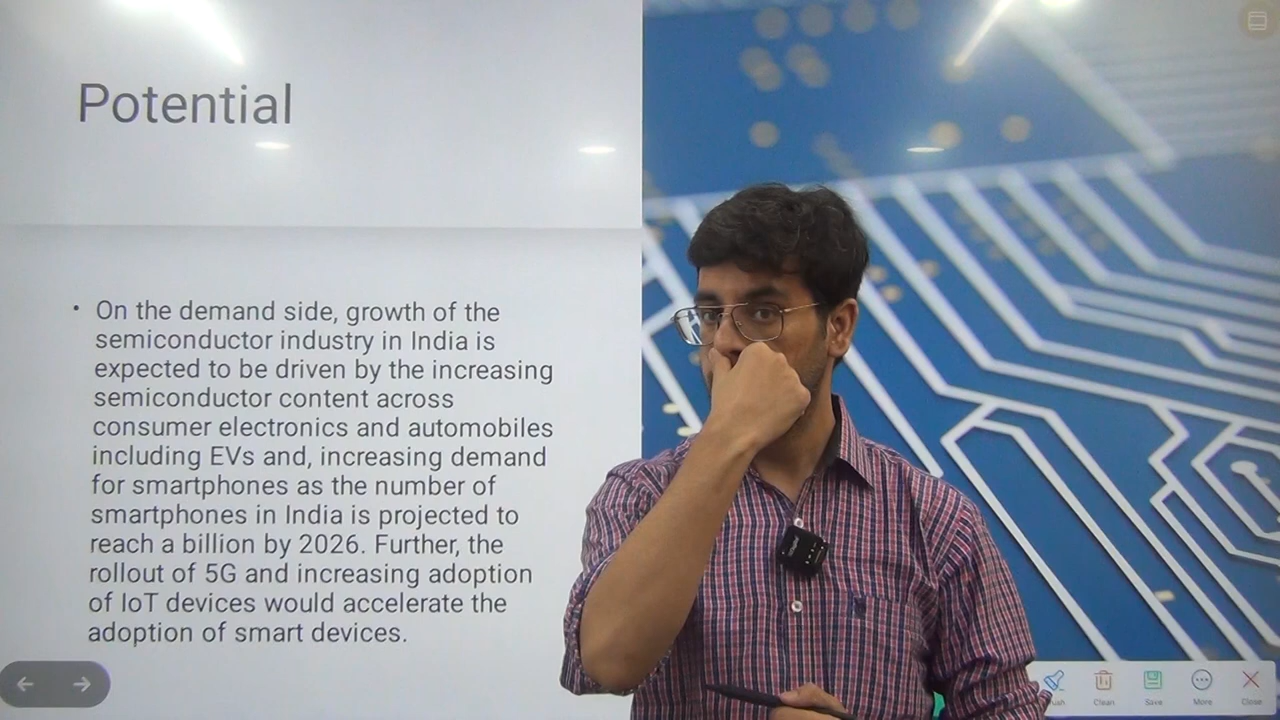 Potential
• On the demand side, growth of the
semiconductor industry in India is
expected to be driven by the increasing
semiconductor content across
consumer electronics and automobiles
including EVs and, increasing demand
for smartphones as the number of
smartphones in India is projected to
reach a billion by 2026. Further, the
rollout of 5G and increasing adoption
of IoT devices would accelerate the
adoption of smart devices.
Clean Save More Close